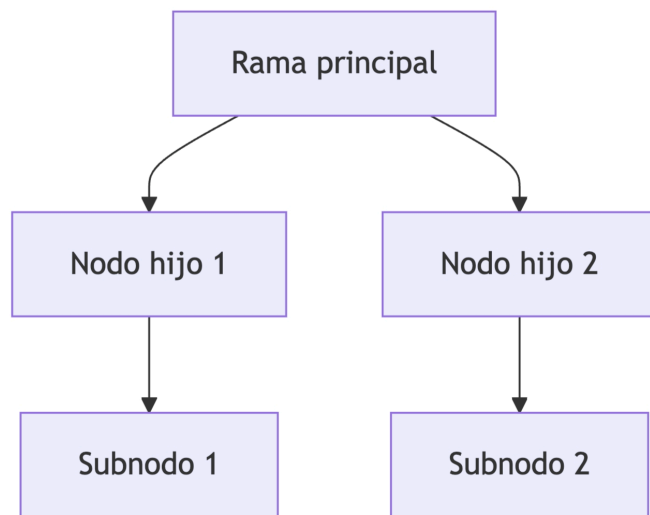 Rama principal
Nodo hijo 1
Nodo hijo 2
Subnodo 1
Subnodo 2